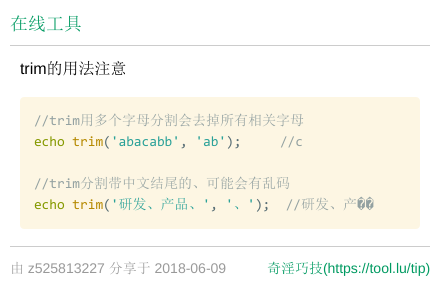 在线工具
trim的用法注意
//trim用多个字母分割会去掉所有相关字母
echo trim('abacabb', 'ab');     //c
//trim分割带中文结尾的、可能会有乱码
echo trim('研发、产品、', '、');  //研发、产��
由 z525813227 分享于 2018-06-09
奇淫巧技(https://tool.lu/tip)